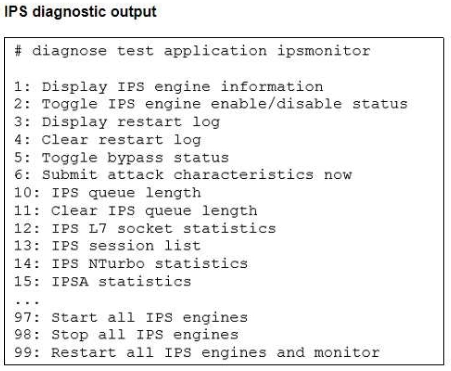 IPS diagnostic output
# diagnose test application ipsmonitor
1: Display IPS engine information
2: Toggle IPS engine enable/disable status
3: Display restart log
4: Clear restart log
5: Toggle bypass status
6: Submit attack characteristics now
10: IPS queue length
11: Clear IPS queue length
12: IPS L7 socket statistics
13: IPS session list
14: IPS NTurbo statistics
15: IPSA statistics
...
97: Start all IPS engines
98: Stop all IPS engines
99: Restart all IPS engines and monitor